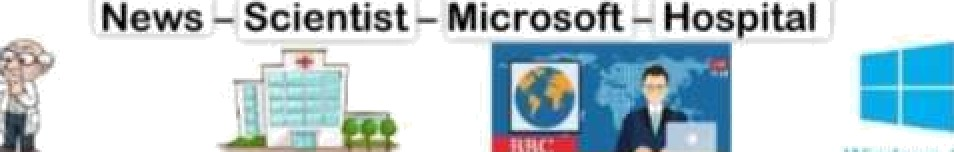 News – Scientist – Microsoft – Hospital
BBC